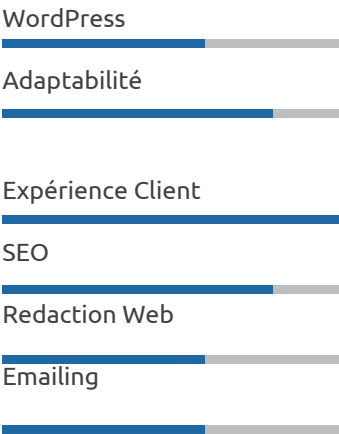 WordPress
Adaptabilité
Expérience Client
SEO
Redaction Web
Emailing